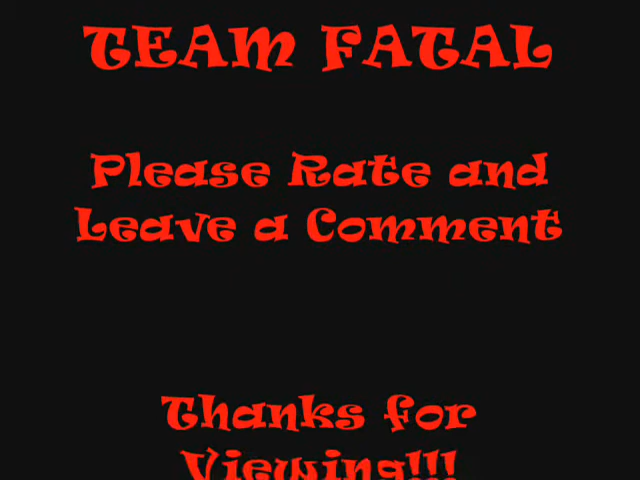 TEAM FATAL
Please Rate and
Leave a Comment
Thanks for
Viewing!!!